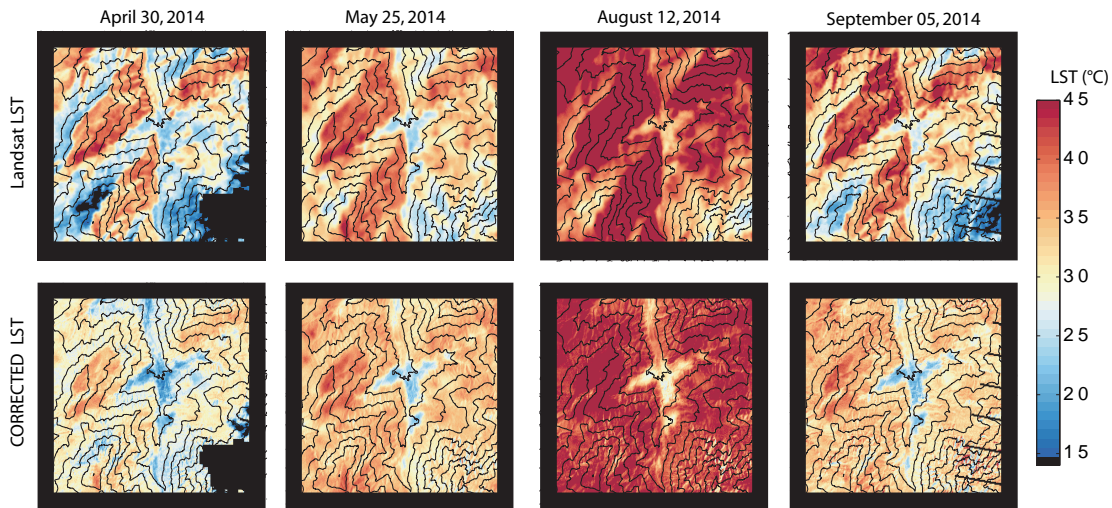 April 30, 2014
May 25, 2014
August 12, 2014
September 05, 2014
LST (°C)
Landsat LST
45
40
35
30
25
20
15
CORRECTED LST